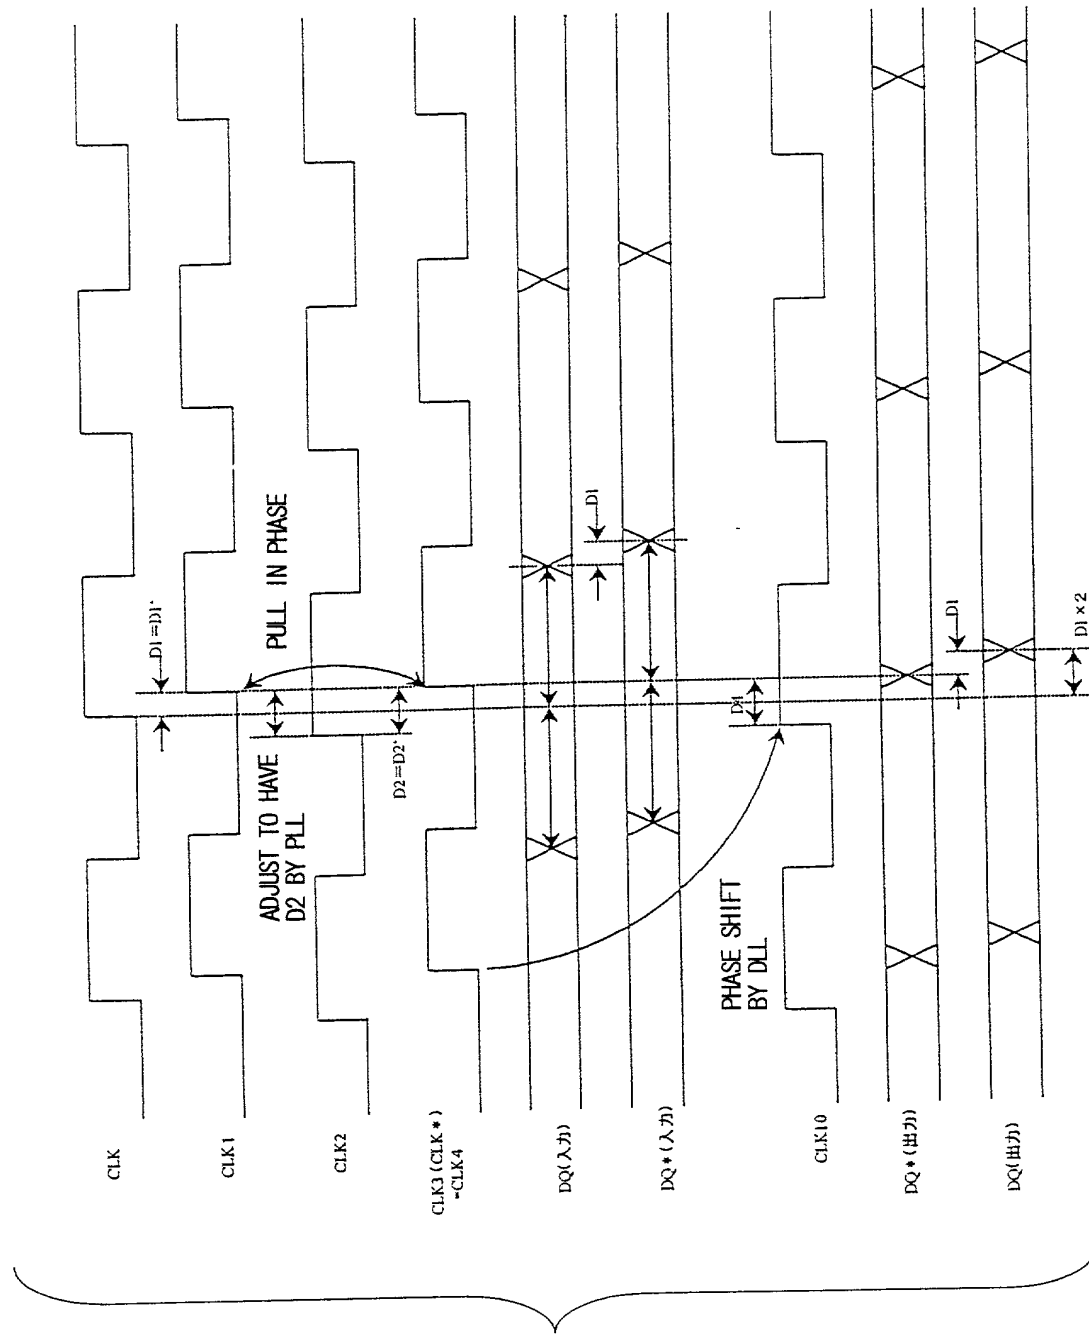 CLK
CLK1
CLK2
CLK3 (CLK *)
=CLK4
DQ(入力)
DQ*(入力)
CLK10
DQ*(出力)
DQ(出力)
D1=D1'
PULL IN PHASE
ADJUST TO HAVE
D2 BY PLL
D2=D2'
D1
PHASE SHIFT
BY DLL
D4
D1
D1×2